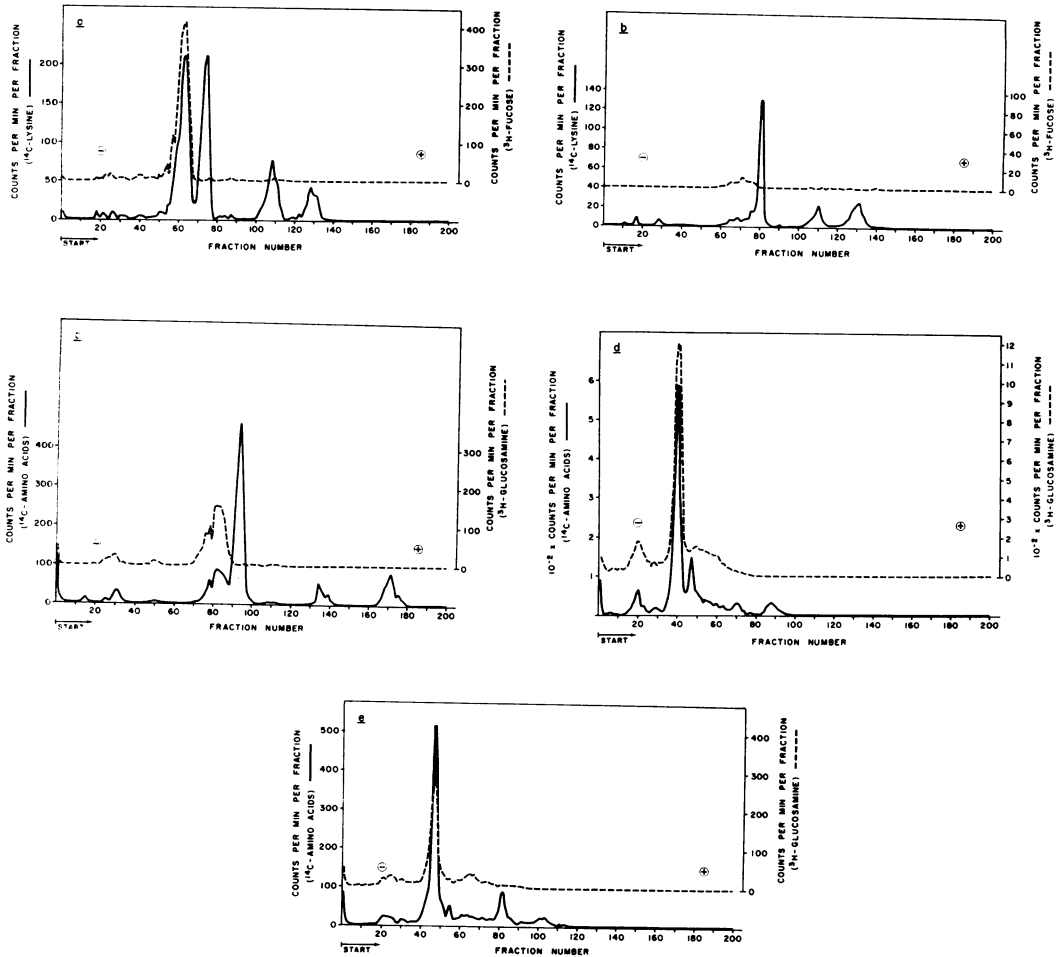 a
COUNTS PER MIN PER FRACTION
(14C-LYSINE)
200
150
100
50
0
400
300
200
100
0
COUNTS PER MIN PER FRACTION
(3H-FUCOSE)
⊖
⊕
20 40 60 80 100 120 140 160 180 200
START
FRACTION NUMBER
b
COUNTS PER MIN PER FRACTION
(14C-LYSINE)
140
120
100
80
60
40
20
0
100
80
60
40
20
0
COUNTS PER MIN PER FRACTION
(3H-FUCOSE)
⊖
⊕
20 40 60 80 100 120 140 160 180 200
START
FRACTION NUMBER
COUNTS PER MIN PER FRACTION
(14C-AMINO ACIDS)
400
300
200
100
0
300
200
100
0
COUNTS PER MIN PER FRACTION
(3H-GLUCOSAMINE)
⊕
20 40 60 80 100 120 140 160 180 200
START
FRACTION NUMBER
d
10-2 x COUNTS PER MIN PER FRACTION
(14C-AMINO ACIDS)
6
5
4
3
2
1
12
11
10
9
8
7
6
5
4
3
2
1
0
10-2 x COUNTS PER MIN PER FRACTION
(3H-GLUCOSAMINE)
⊖
⊕
20 40 60 80 100 120 140 160 180 200
START
FRACTION NUMBER
e
COUNTS PER MIN PER FRACTION
(14C-AMINO ACIDS)
500
400
300
200
100
0
400
300
200
100
0
COUNTS PER MIN PER FRACTION
(3H-GLUCOSAMINE)
⊖
⊕
20 40 60 80 100 120 140 160 180 200
START
FRACTION NUMBER